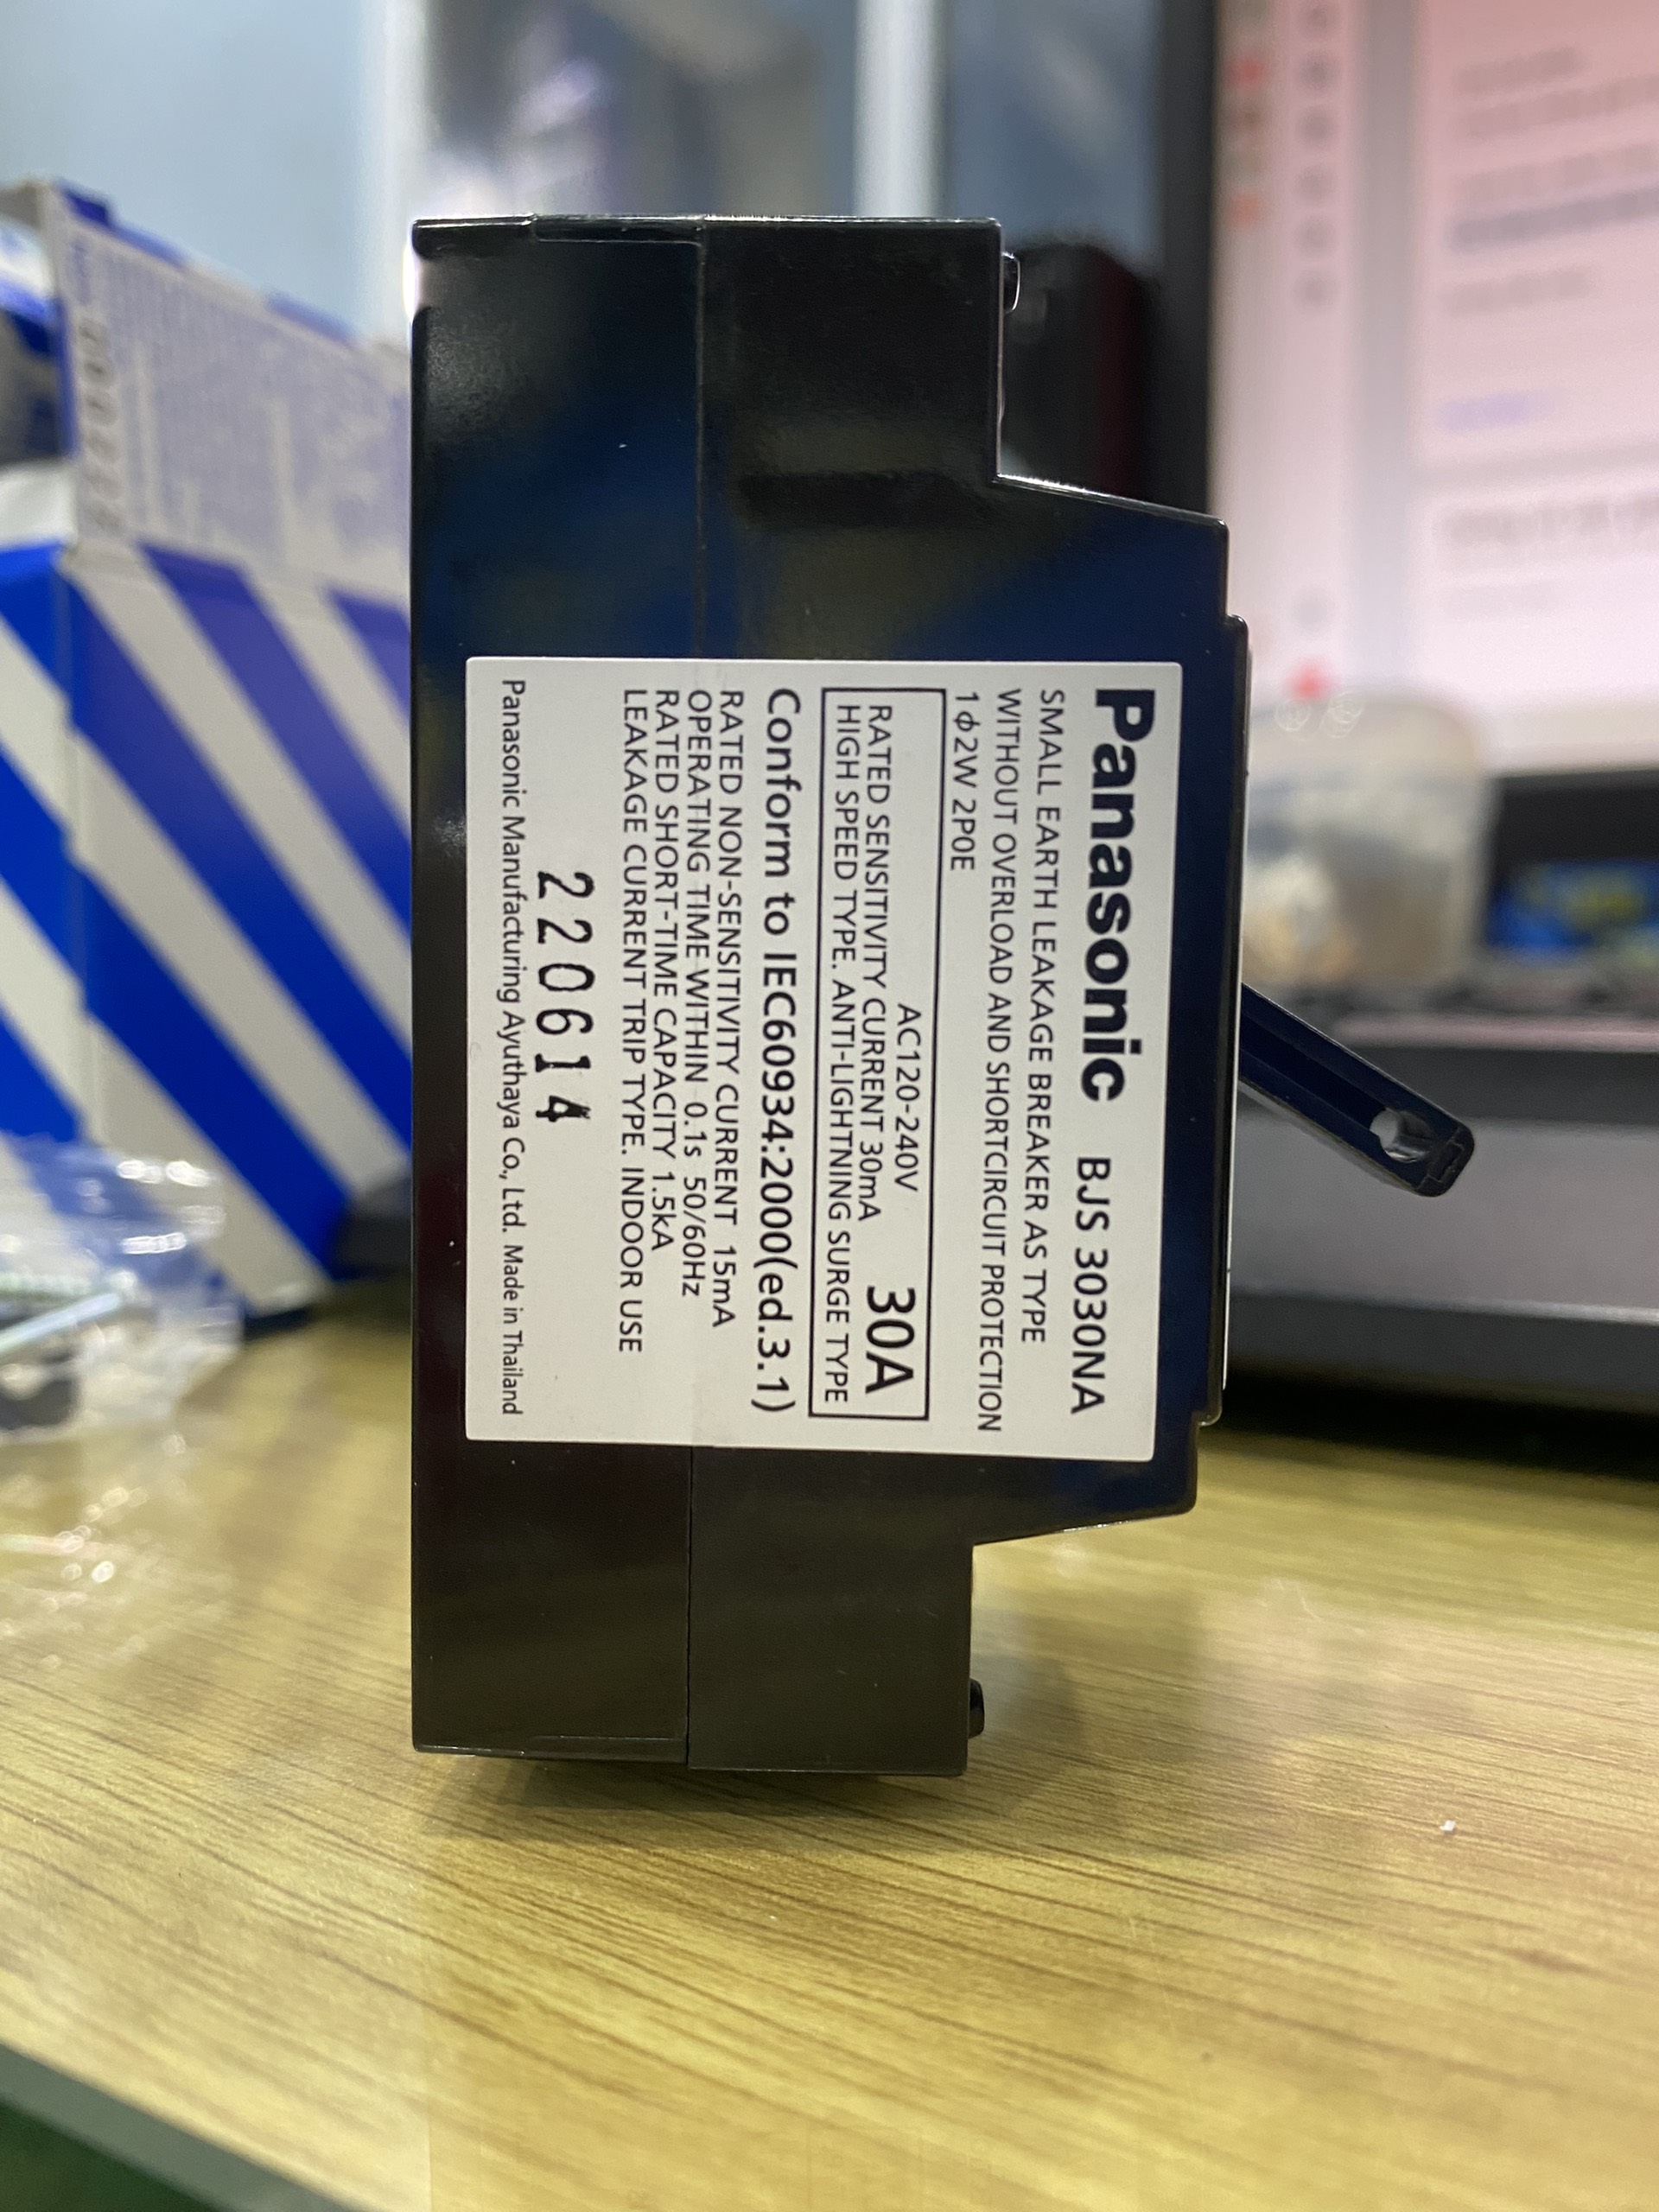 Panasonic BJS 3030NA
SMALL EARTH LEAKAGE BREAKER AS TYPE
WITHOUT OVERLOAD AND SHORTCIRCUIT PROTECTION
1ϕ2W 2P0E
AC120-240V
RATED SENSITIVITY CURRENT 30mA 30A
HIGH SPEED TYPE. ANTI-LIGHTNING SURGE TYPE
Conform to IEC60934:2000(ed.3.1)
RATED NON-SENSITIVITY CURRENT 15mA
OPERATING TIME WITHIN 0.1s 50/60Hz
RATED SHORT-TIME CAPACITY 1.5kA
LEAKAGE CURRENT TRIP TYPE. INDOOR USE
220614
Panasonic Manufacturing Ayuthaya Co., Ltd. Made in Thailand